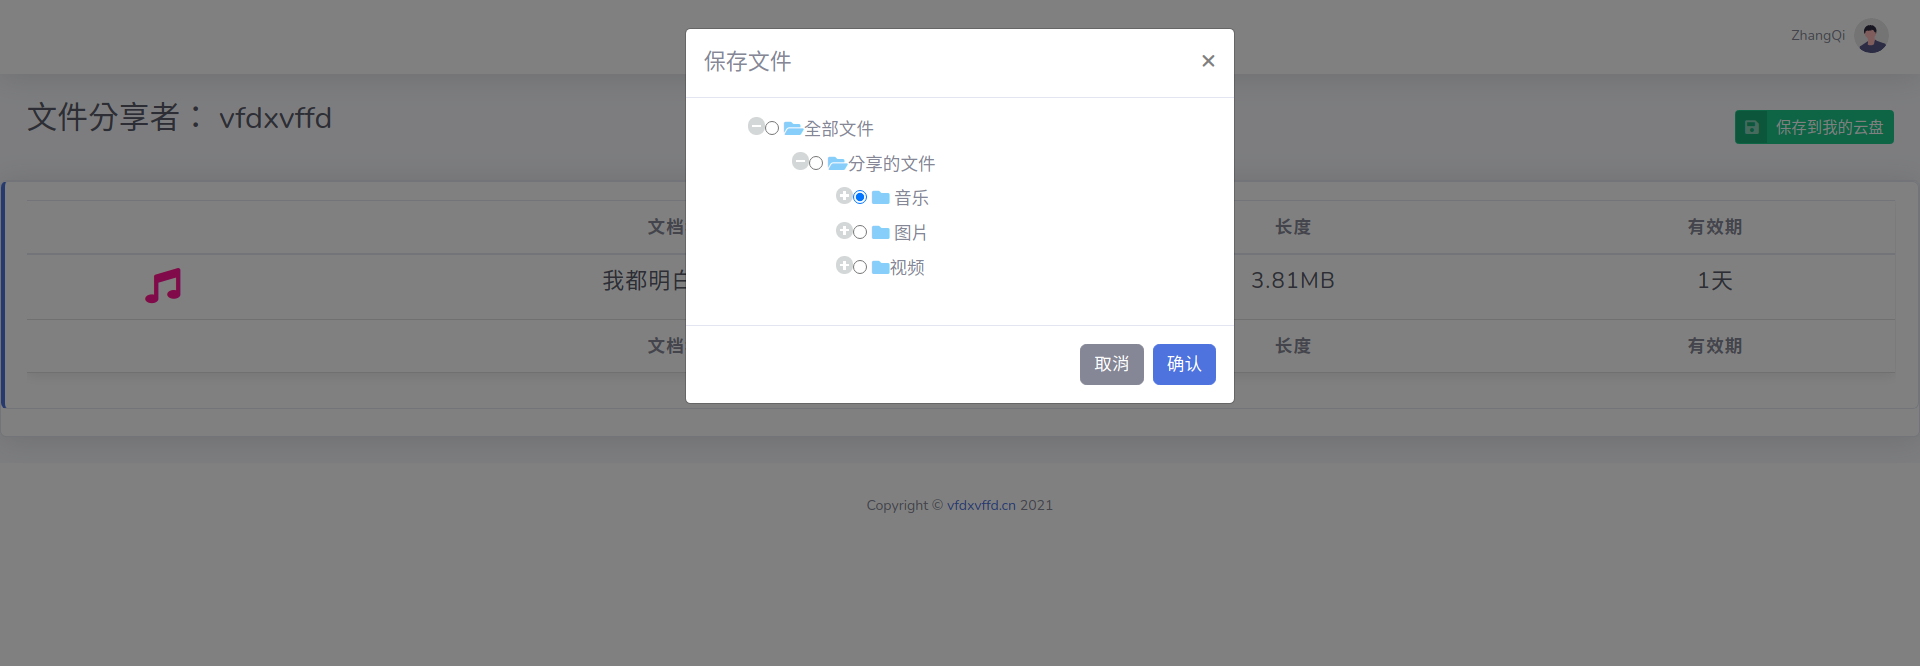 ZhangQi
保存文件
×
文件分享者： vfdxvffd
保存到我的云盘
全部文件
分享的文件
音乐
图片
视频
文档
长度
有效期
我都明白
3.81MB
1天
文档
长度
有效期
取消
确认
Copyright © vfdxvffd.cn 2021